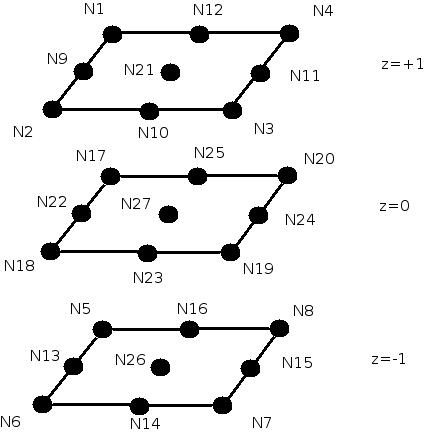 N1 N12 N4
N9 N21 N11 z=+1
N2 N10 N3
N17 N25 N20
N22 N27 N24 z=0
N18 N23 N19
N5 N16 N8
N13 N26 N15 z=-1
N6 N14 N7